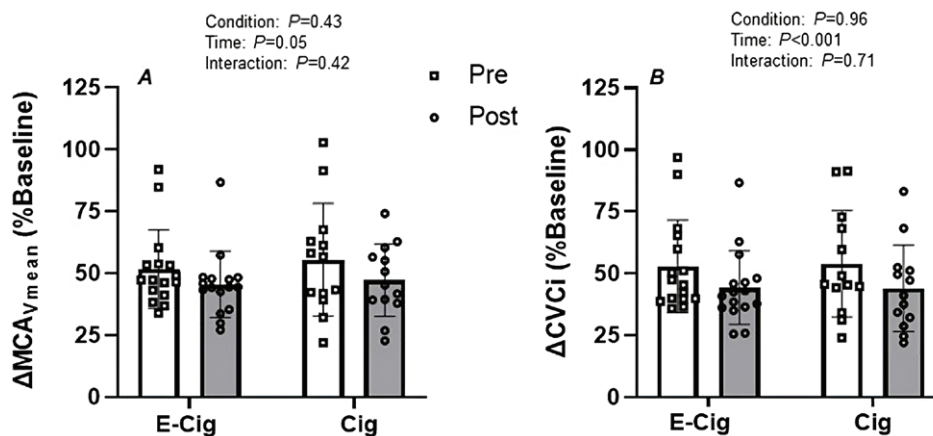 Condition: P=0.43
Time: P=0.05
Interaction: P=0.42
A
Pre
Post
ΔMCAVmean (%Baseline)
125
100
75
50
25
0
E-Cig
Cig
Condition: P=0.96
Time: P<0.001
Interaction: P=0.71
B
ΔCVCi (%Baseline)
125
100
75
50
25
0
E-Cig
Cig